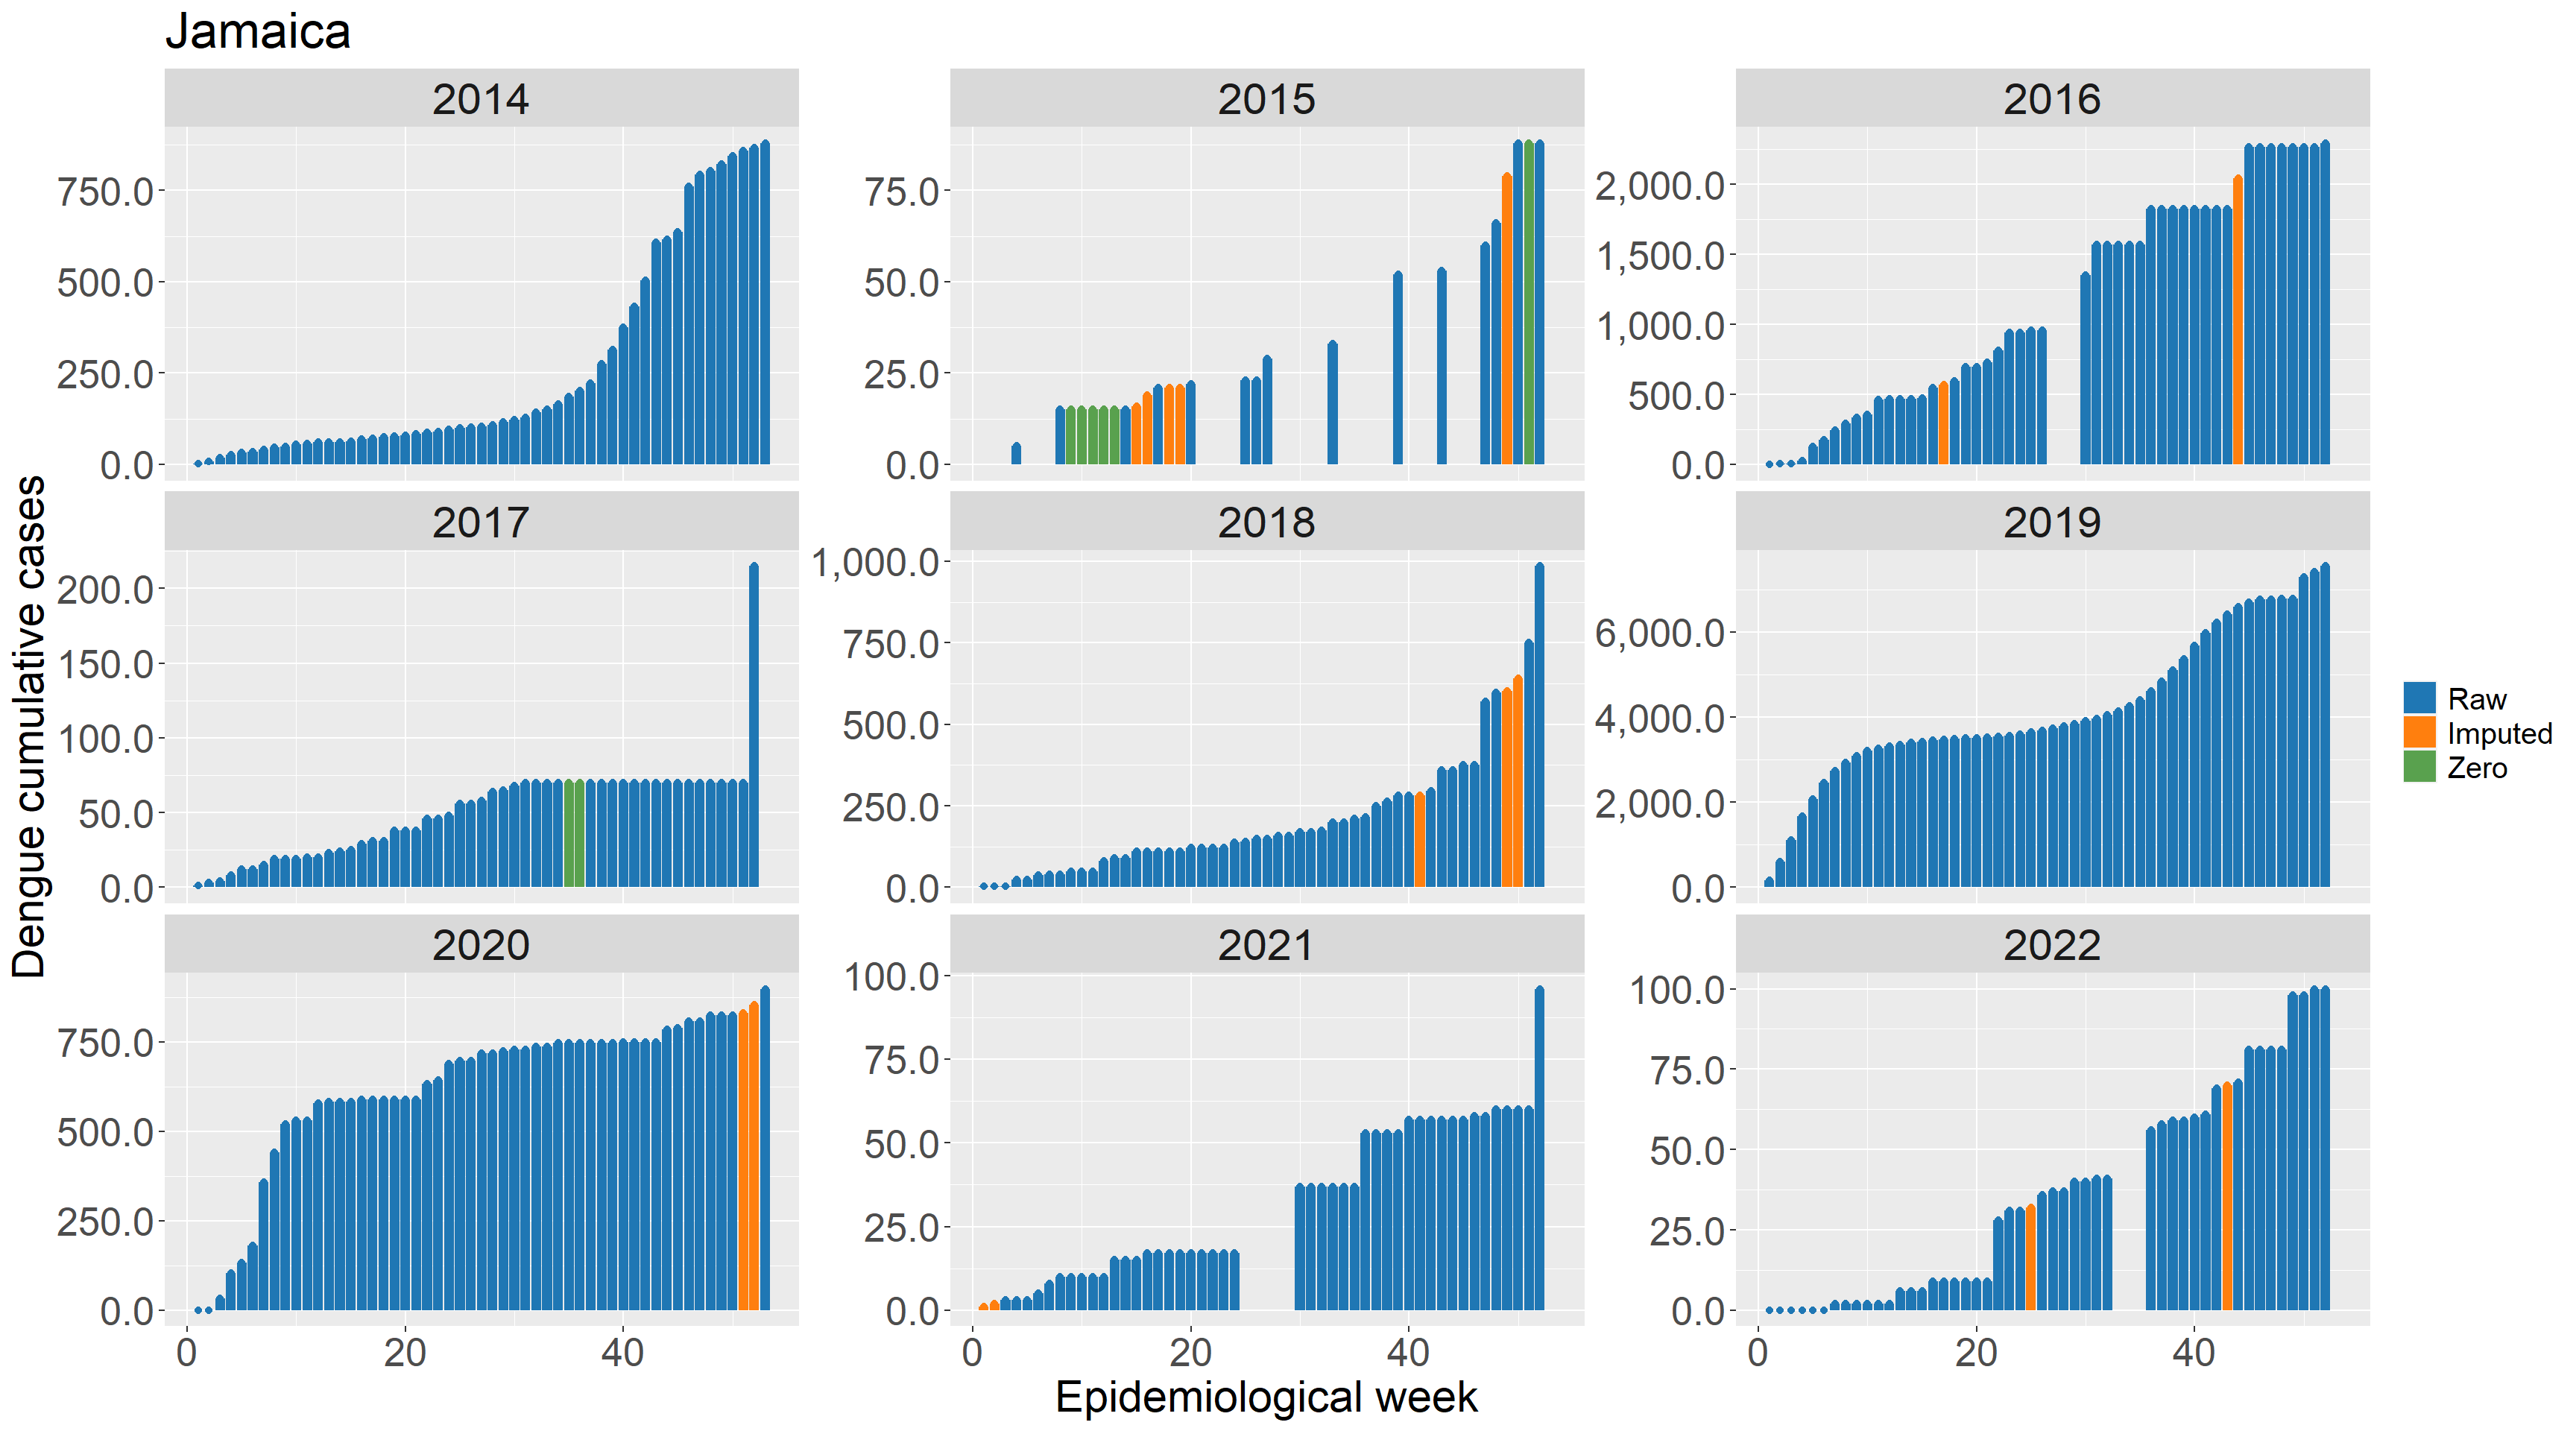 Jamaica
2014 2015 2016
750.0 75.0 2,000.0
500.0 50.0 1,500.0
250.0 25.0 1,000.0
0.0 0.0 500.0
0.0
2017 2018 2019
200.0 1,000.0 6,000.0
150.0 750.0 4,000.0
100.0 500.0 2,000.0
50.0 250.0 0.0
0.0 0.0
2020 2021 2022
750.0 100.0 100.0
500.0 75.0 75.0
250.0 50.0 50.0
0.0 25.0 25.0
0.0 0.0
0 20 40 0 20 40 0 20 40
Epidemiological week
Dengue cumulative cases
Raw
Imputed
Zero